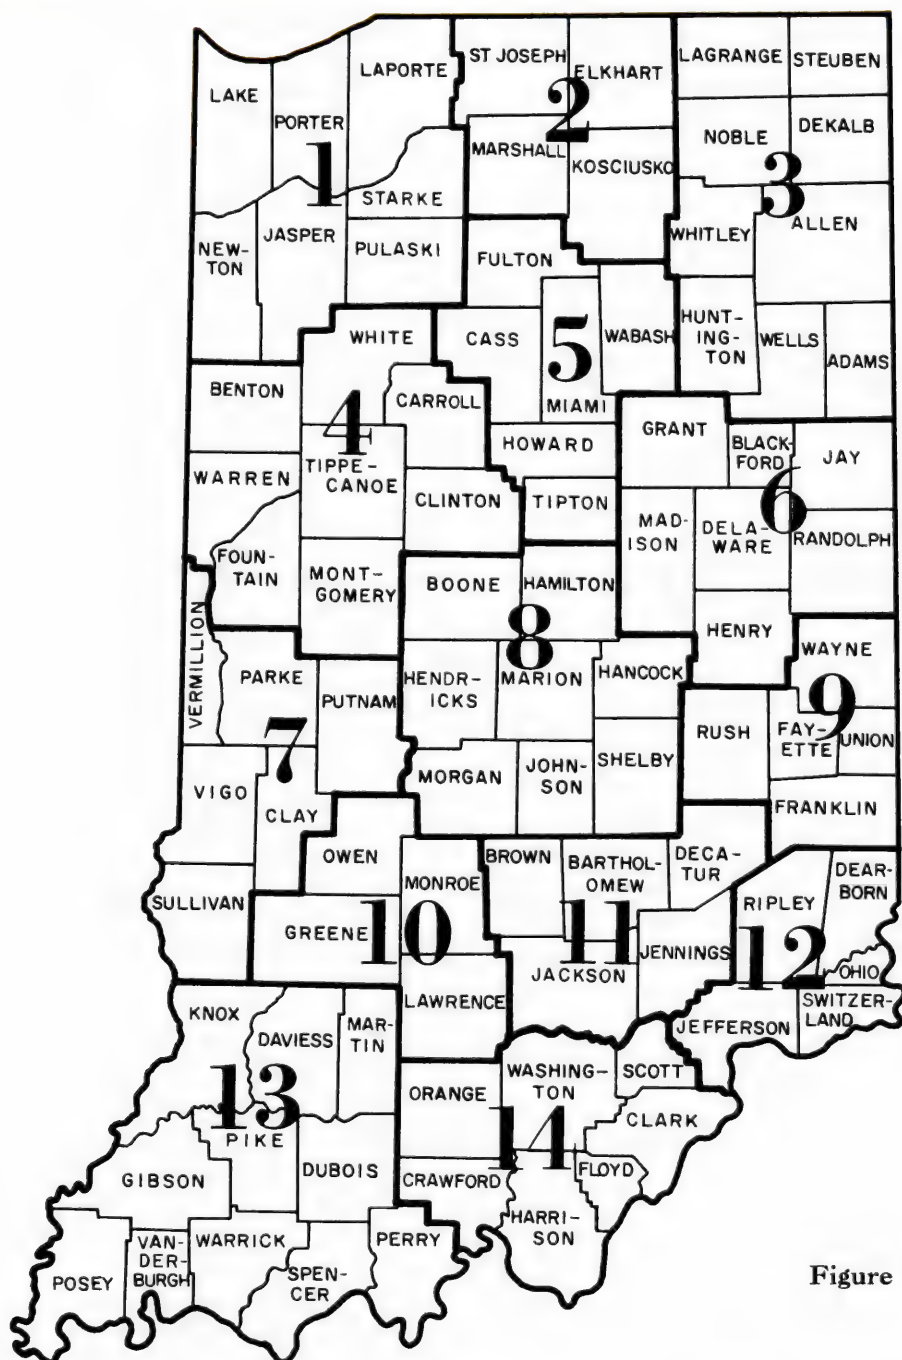 LAKE
PORTER
LAPORTE
ST JOSEPH
ELKHART
LAGRANGE
STEUBEN
1
STARKE
2
MARSHALL
KOSCIUSKO
NOBLE
DEKALB
3
NEW-
TON
JASPER
PULASKI
FULTON
WHITLEY
ALLEN
WHITE
CASS
5
MIAMI
WABASH
HUNT-
ING-
TON
WELLS
ADAMS
BENTON
4
CARROLL
HOWARD
GRANT
BLACK-
FORD
JAY
WARREN
TIPPE-
CANOE
CLINTON
TIPTON
MAD-
ISON
DELA-
WARE
6
RANDOLPH
FOUN-
TAIN
MONT-
GOMERY
BOONE
HAMILTON
8
HENRY
WAYNE
VERMILLION
PARKE
PUTNAM
HENDR-
ICKS
MARION
HANCOCK
9
7
RUSH
FAY-
ETTE
UNION
VIGO
CLAY
MORGAN
JOHN-
SON
SHELBY
FRANKLIN
OWEN
MONROE
BROWN
BARTHOL-
OMEW
DECA-
TUR
DEAR-
BORN
SULLIVAN
GREENE
10
11
JENNINGS
RIPLEY
12
OHIO
JACKSON
LAWRENCE
KNOX
DAVIESS
MAR-
TIN
JEFFERSON
SWITZER-
LAND
13
ORANGE
WASHING-
TON
SCOTT
CLARK
PIKE
14
GIBSON
DUBOIS
CRAWFORD
FLOYD
HARRI-
SON
POSEY
VAN-
DER-
BURGH
WARRICK
SPEN-
CER
PERRY
Figure